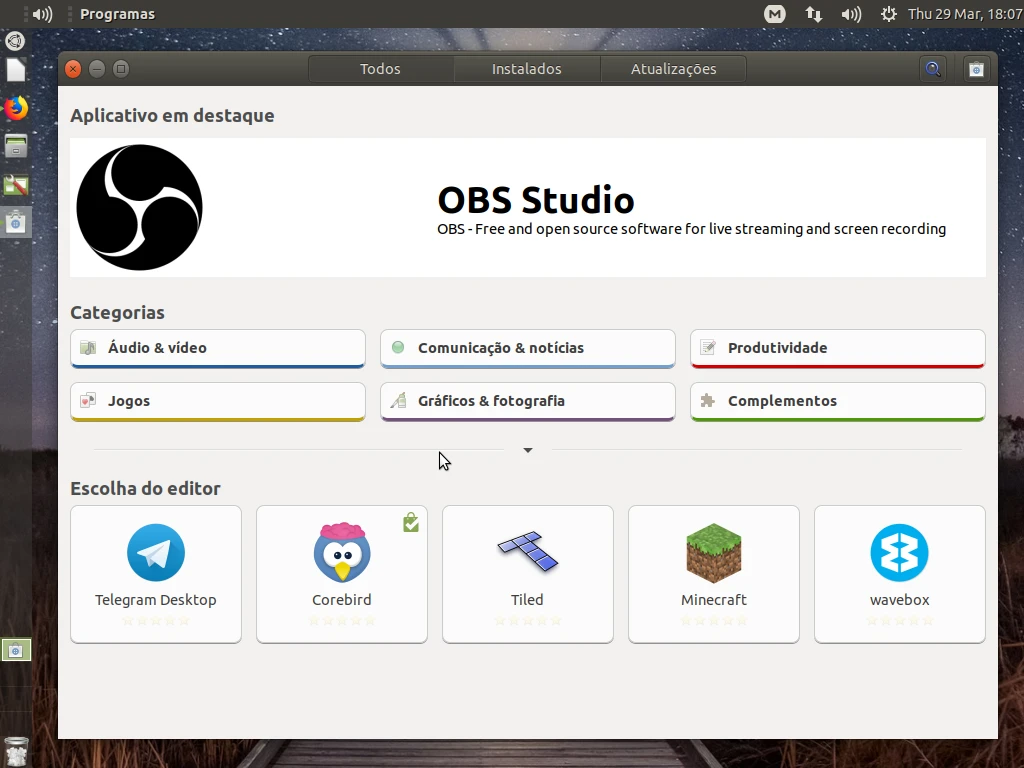 Programas
M
Thu 29 Mar, 18:07
Todos
Instalados
Atualizações
Aplicativo em destaque
OBS Studio
OBS - Free and open source software for live streaming and screen recording
Categorias
Áudio & vídeo
Comunicação & notícias
Produtividade
Jogos
Gráficos & fotografia
Complementos
Escolha do editor
Telegram Desktop
Corebird
Tiled
Minecraft
wavebox